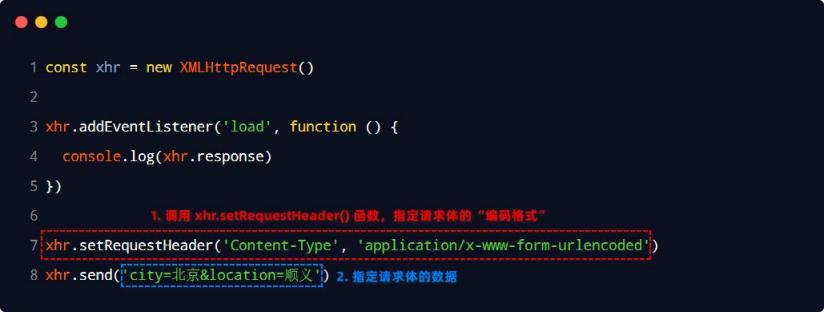 1 const xhr = new XMLHttpRequest()
2
3 xhr.addEventListener('load', function () {
4   console.log(xhr.response)
5 })
6 1. 调用 xhr.setRequestHeader() 函数，指定请求体的“编码格式”
7 xhr.setRequestHeader('Content-Type', 'application/x-www-form-urlencoded')
8 xhr.send('city=北京&location=顺义') 2. 指定请求体的数据